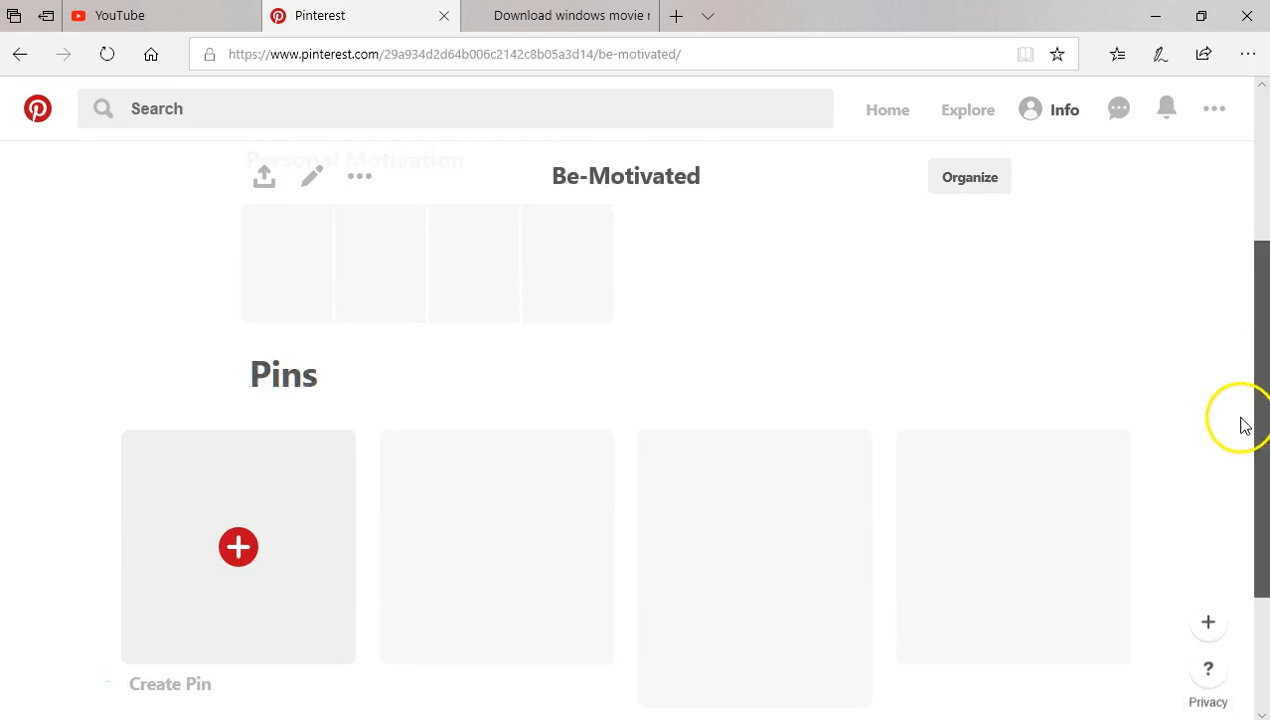 YouTube
Pinterest
Download windows movie r
https://www.pinterest.com/29a934d2d64b006c2142c8b05a3d14/be-motivated/
Search
Home
Explore
Info
Personal Motivation
Be-Motivated
Organize
Pins
Create Pin
?
Privacy